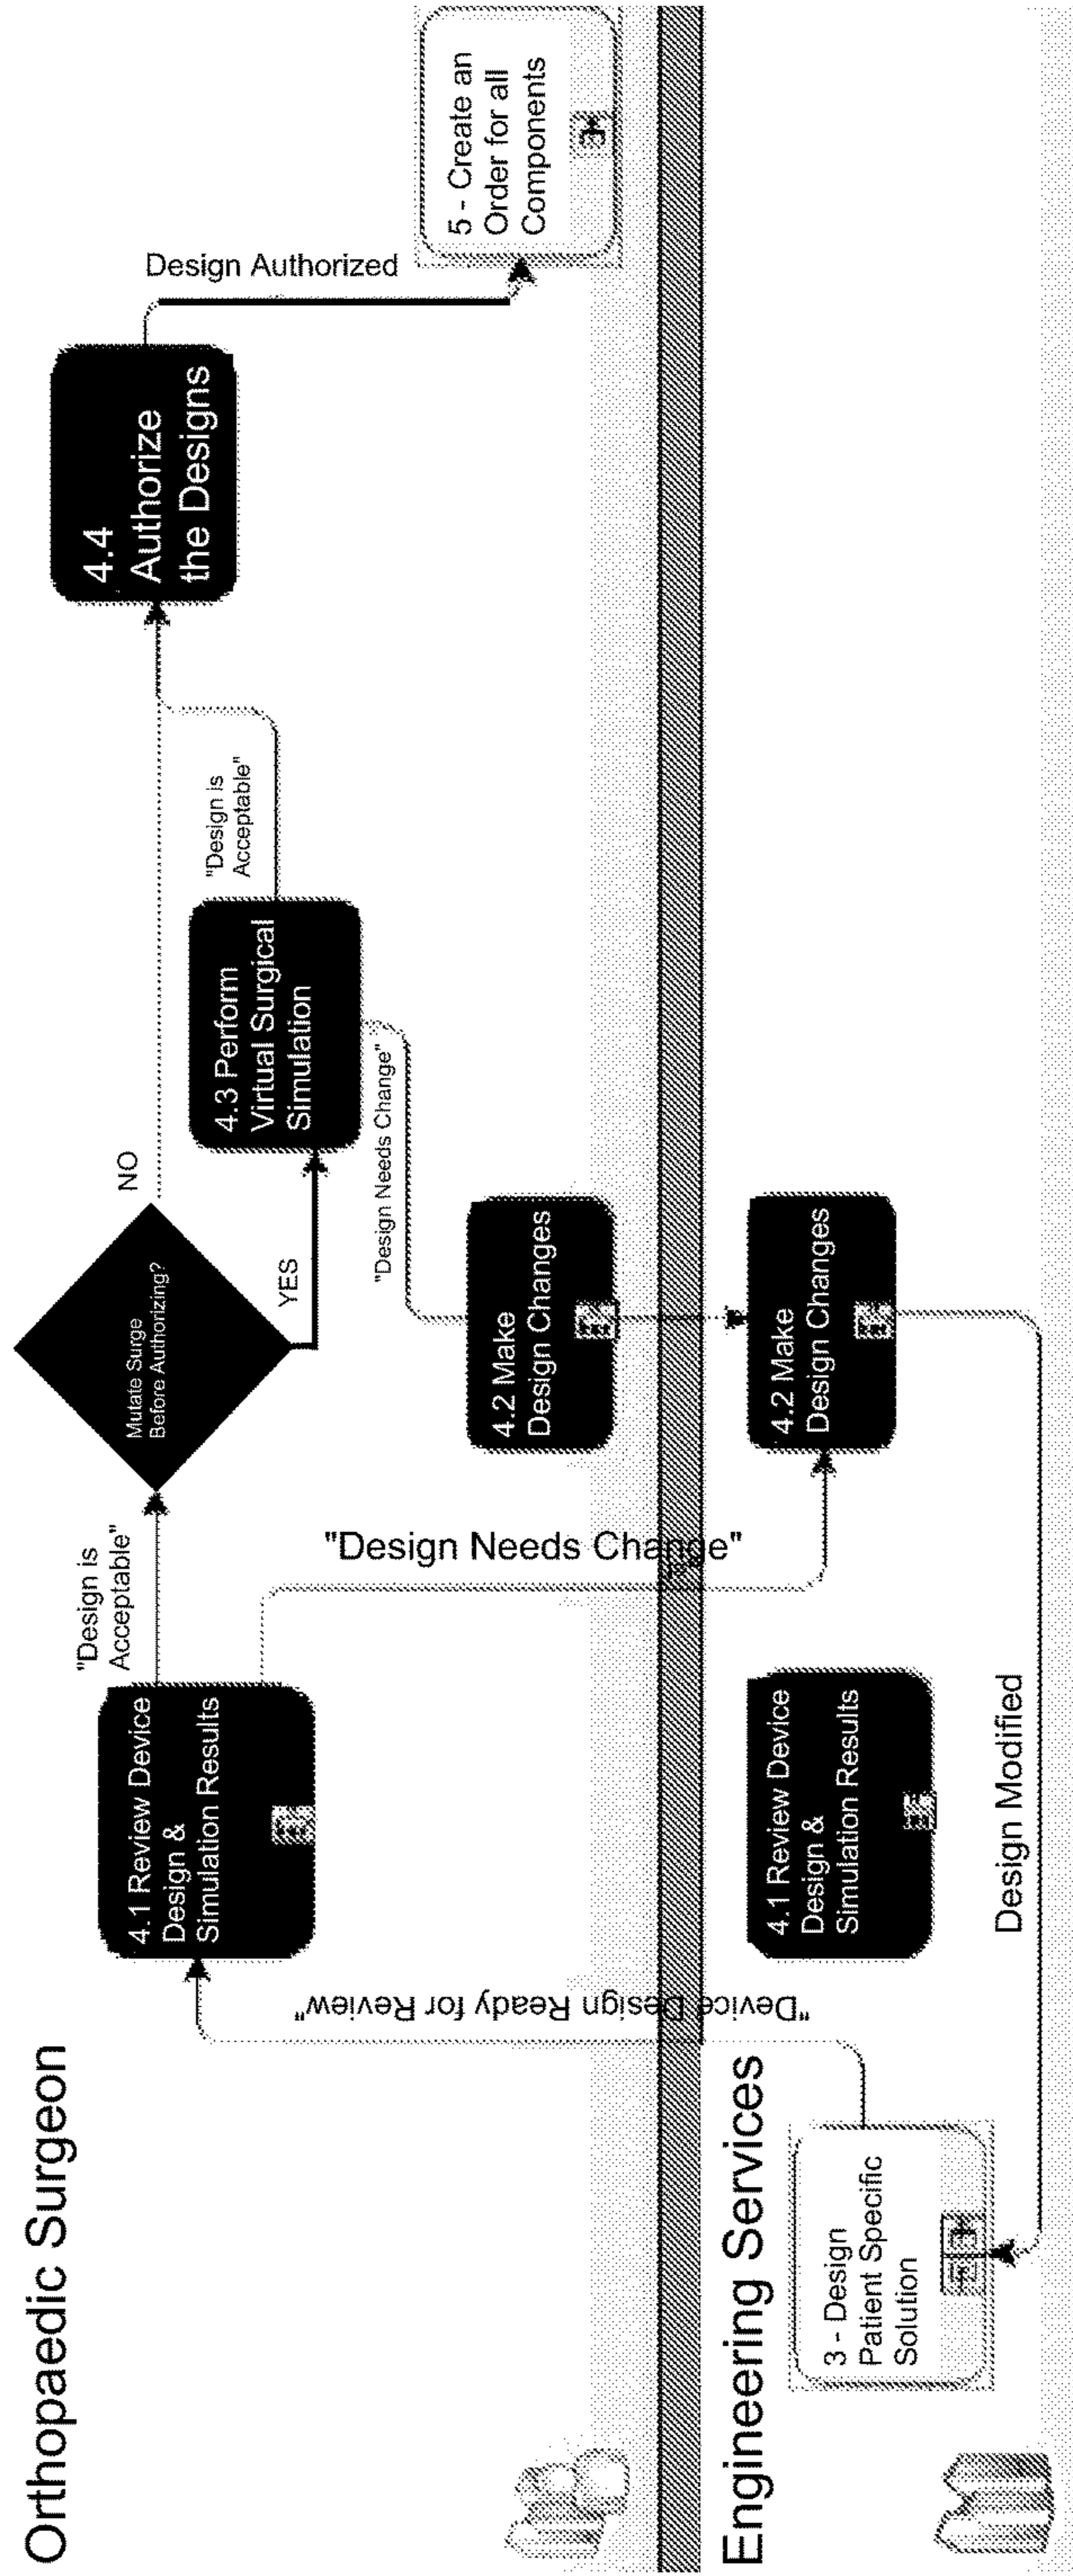 Orthopaedic Surgeon
4.1 Review Device
Design &
Simulation Results
"Design is
Acceptable"
Mutate Surge
Before Authorizing?
NO
YES
4.3 Perform
Virtual Surgical
Simulation
"Design is
Acceptable"
"Design Needs Change"
4.2 Make
Design Changes
4.4
Authorize
the Designs
Design Authorized
5 - Create an
Order for all
Components
"Design Needs Change"
"Device Design Ready for Review"
Engineering Services
3 - Design
Patient Specific
Solution
4.1 Review Device
Design &
Simulation Results
4.2 Make
Design Changes
Design Modified